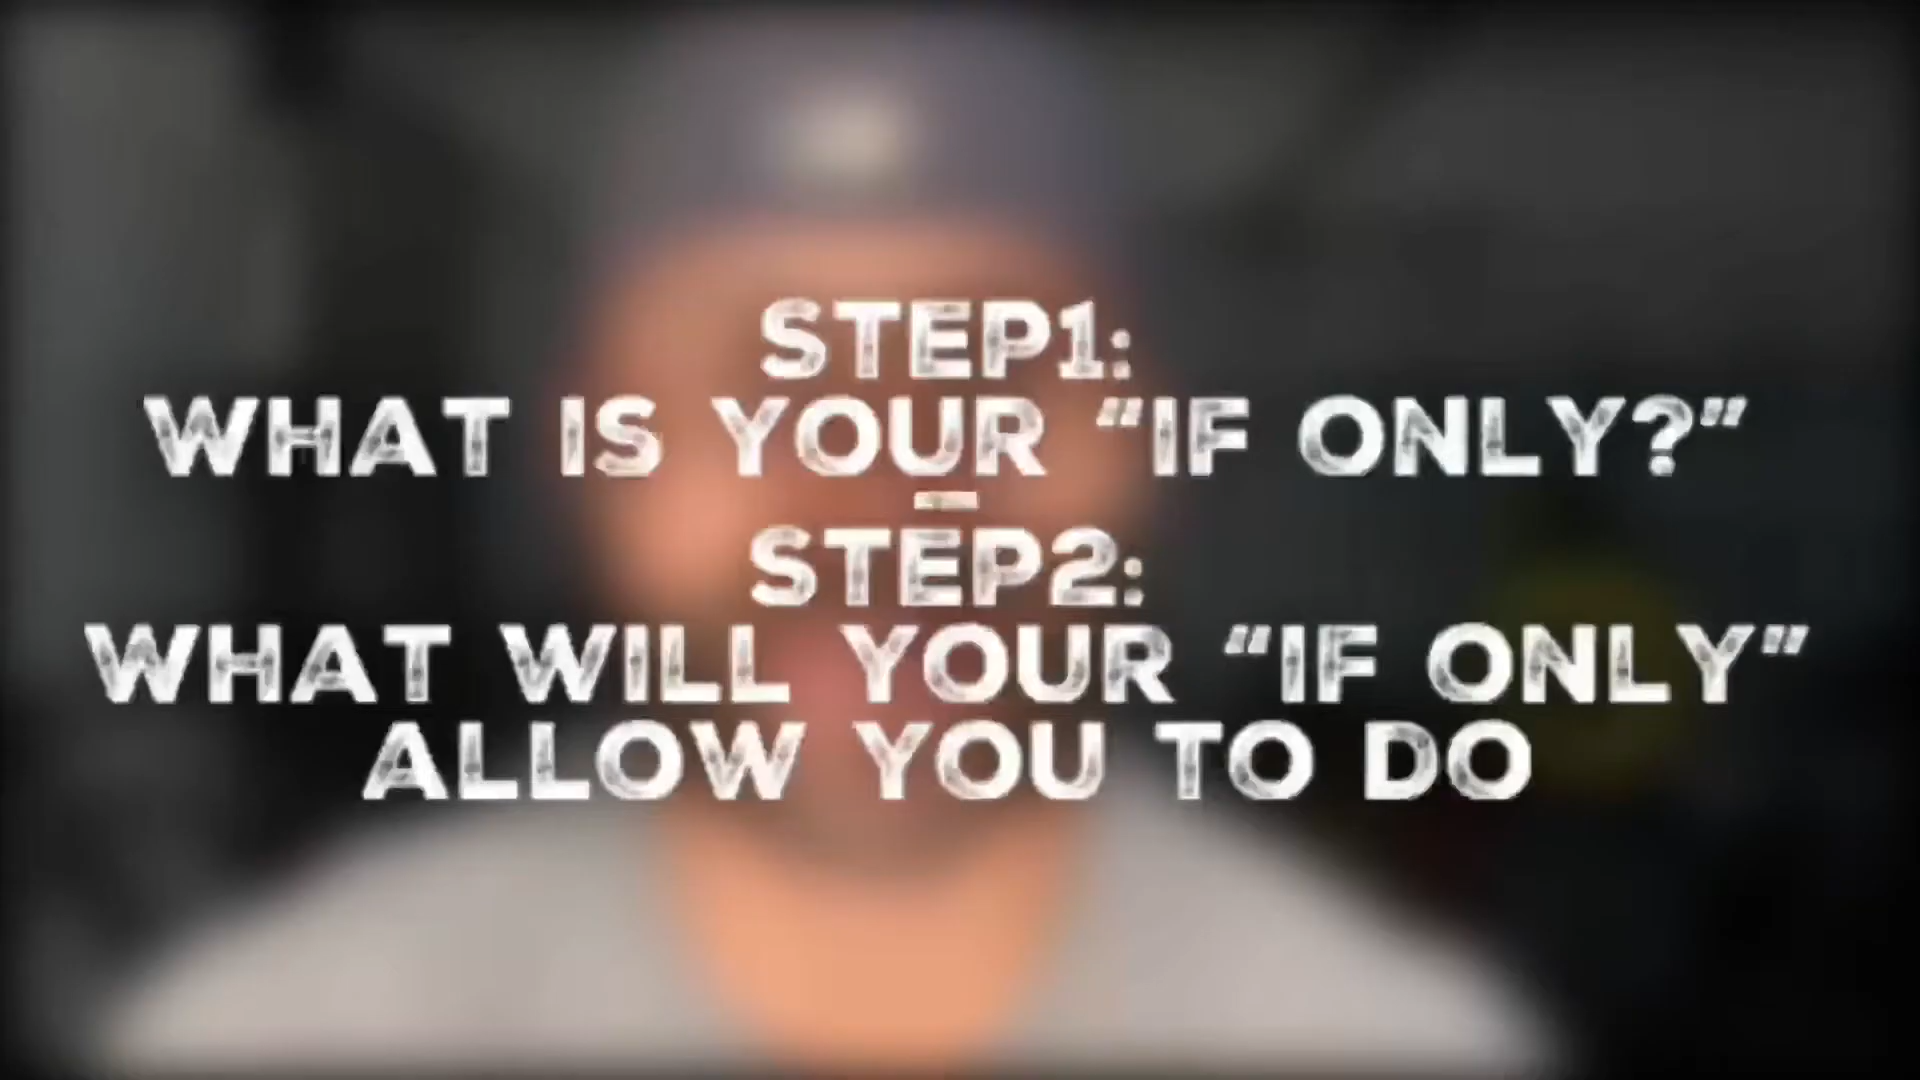 STEP1:
WHAT IS YOUR “IF ONLY?”
–
STEP2:
WHAT WILL YOUR “IF ONLY”
ALLOW YOU TO DO